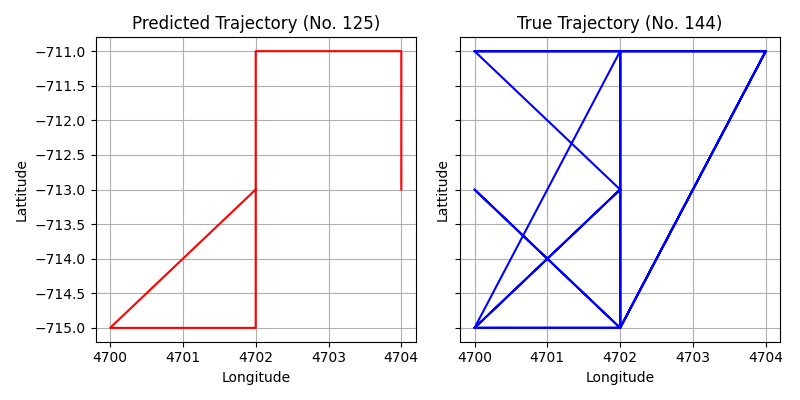 Predicted Trajectory (No. 125)
True Trajectory (No. 144)
−711.0
−711.5
−712.0
−712.5
−713.0
−713.5
−714.0
−714.5
−715.0
Lattitude
Lattitude
4700 4701 4702 4703 4704
4700 4701 4702 4703 4704
Longitude
Longitude